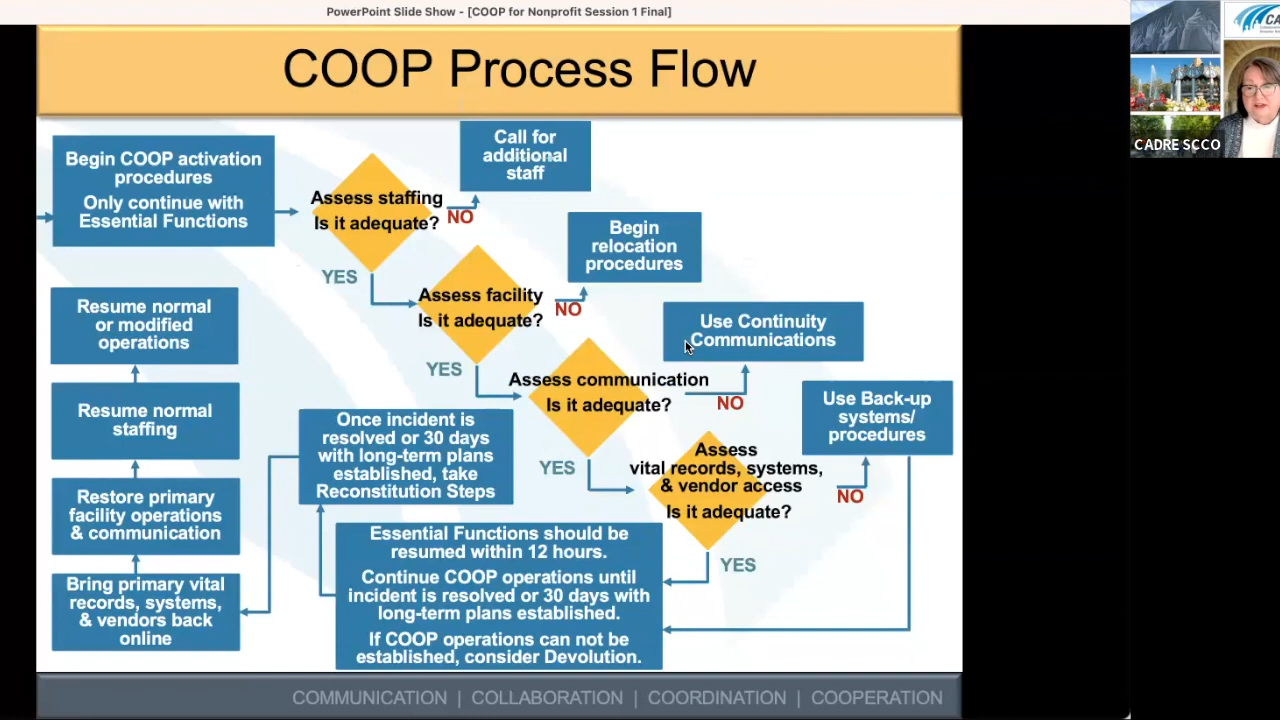 PowerPoint Slide Show - [COOP for Nonprofit Session 1 Final]
COOP Process Flow
Begin COOP activation
procedures
Only continue with
Essential Functions
Assess staffing
Is it adequate?
NO
Call for
additional
staff
YES
Assess facility
Is it adequate?
NO
Begin
relocation
procedures
YES
Assess communication
Is it adequate?
NO
Use Continuity
Communications
YES
Assess
vital records, systems,
& vendor access
Is it adequate?
NO
Use Back-up
systems/
procedures
YES
Essential Functions should be
resumed within 12 hours.
Continue COOP operations until
incident is resolved or 30 days with
long-term plans established.
If COOP operations can not be
established, consider Devolution.
Once incident is
resolved or 30 days
with long-term plans
established, take
Reconstitution Steps
Bring primary vital
records, systems,
& vendors back
online
Restore primary
facility operations
& communication
Resume normal
staffing
Resume normal
or modified
operations
COMMUNICATION | COLLABORATION | COORDINATION | COOPERATION
CADRE SCCO